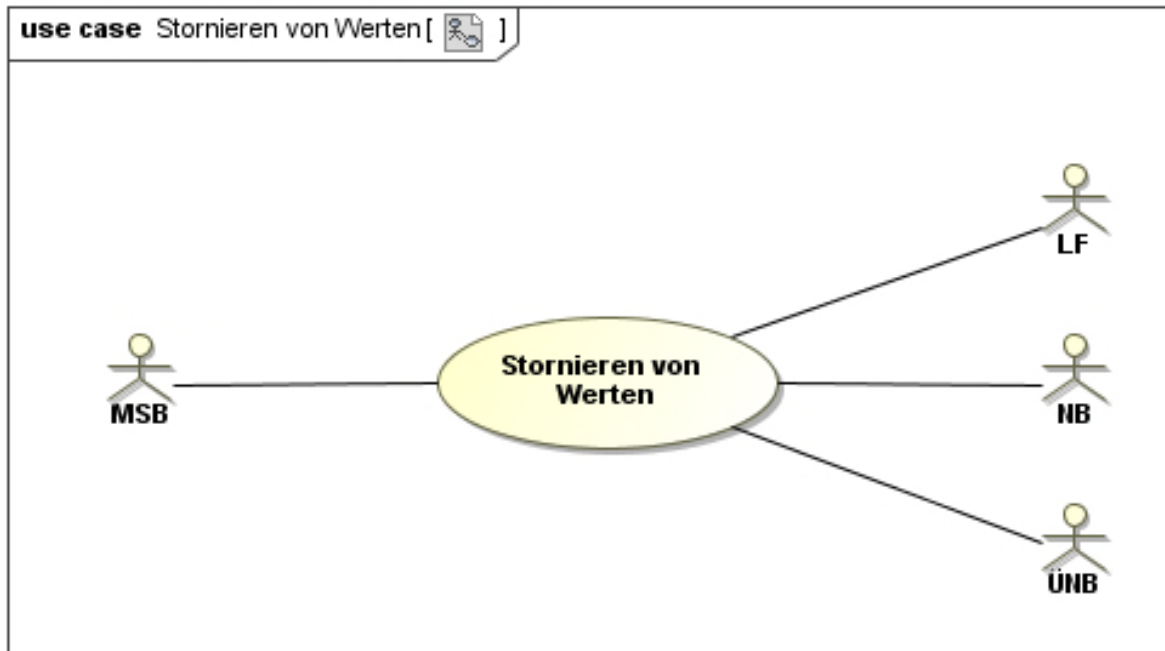 use case Stornieren von Werten [ ]
LF
MSB
Stornieren von
Werten
NB
ÜNB